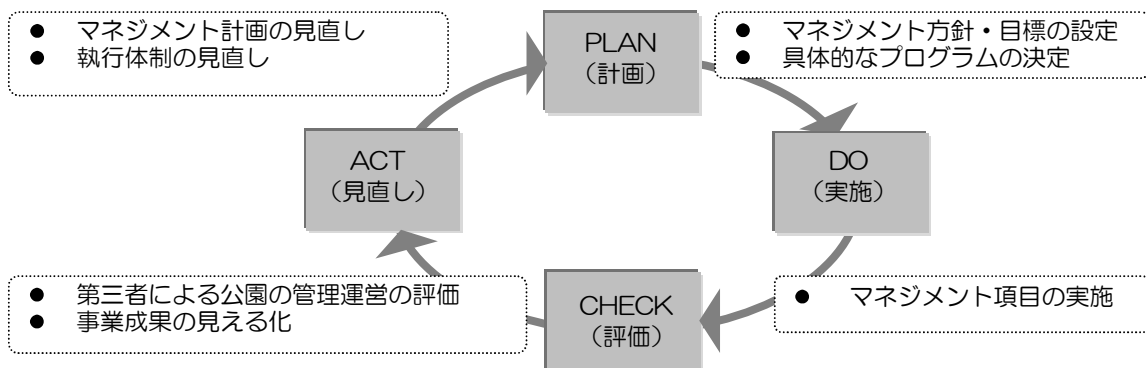 ● マネジメント計画の見直し
● 執行体制の見直し
PLAN
（計画）
● マネジメント方針・目標の設定
● 具体的なプログラムの決定
ACT
（見直し）
DO
（実施）
● 第三者による公園の管理運営の評価
● 事業成果の見える化
CHECK
（評価）
● マネジメント項目の実施